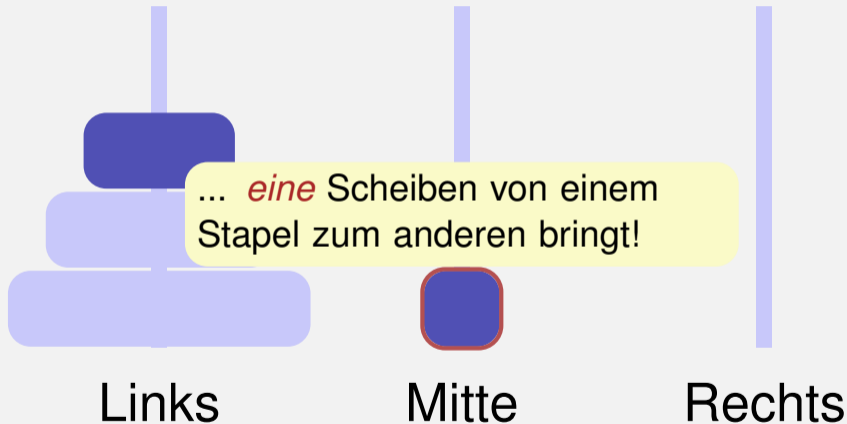 ... eine Scheiben von einem
Stapel zum anderen bringt!
Links Mitte Rechts